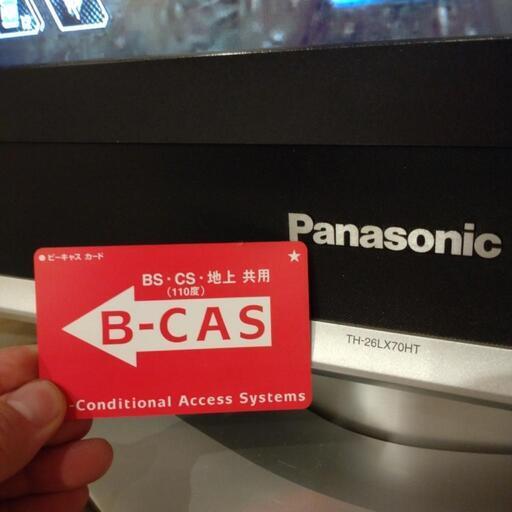 Panasonic
TH-26LX70HT
● ビーキャス カード
★
BS・CS・地上 共用
(110度)
B-CAS
-Conditional Access Systems